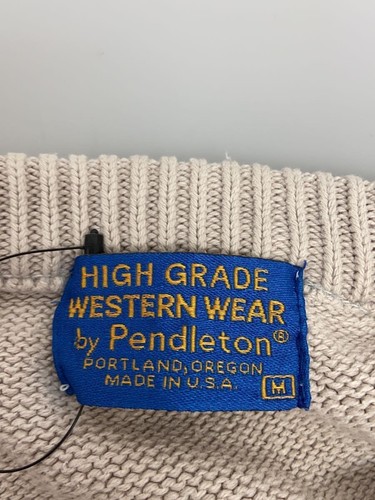 HIGH GRADE
WESTERN WEAR
by Pendleton®
PORTLAND, OREGON
MADE IN U.S.A. M